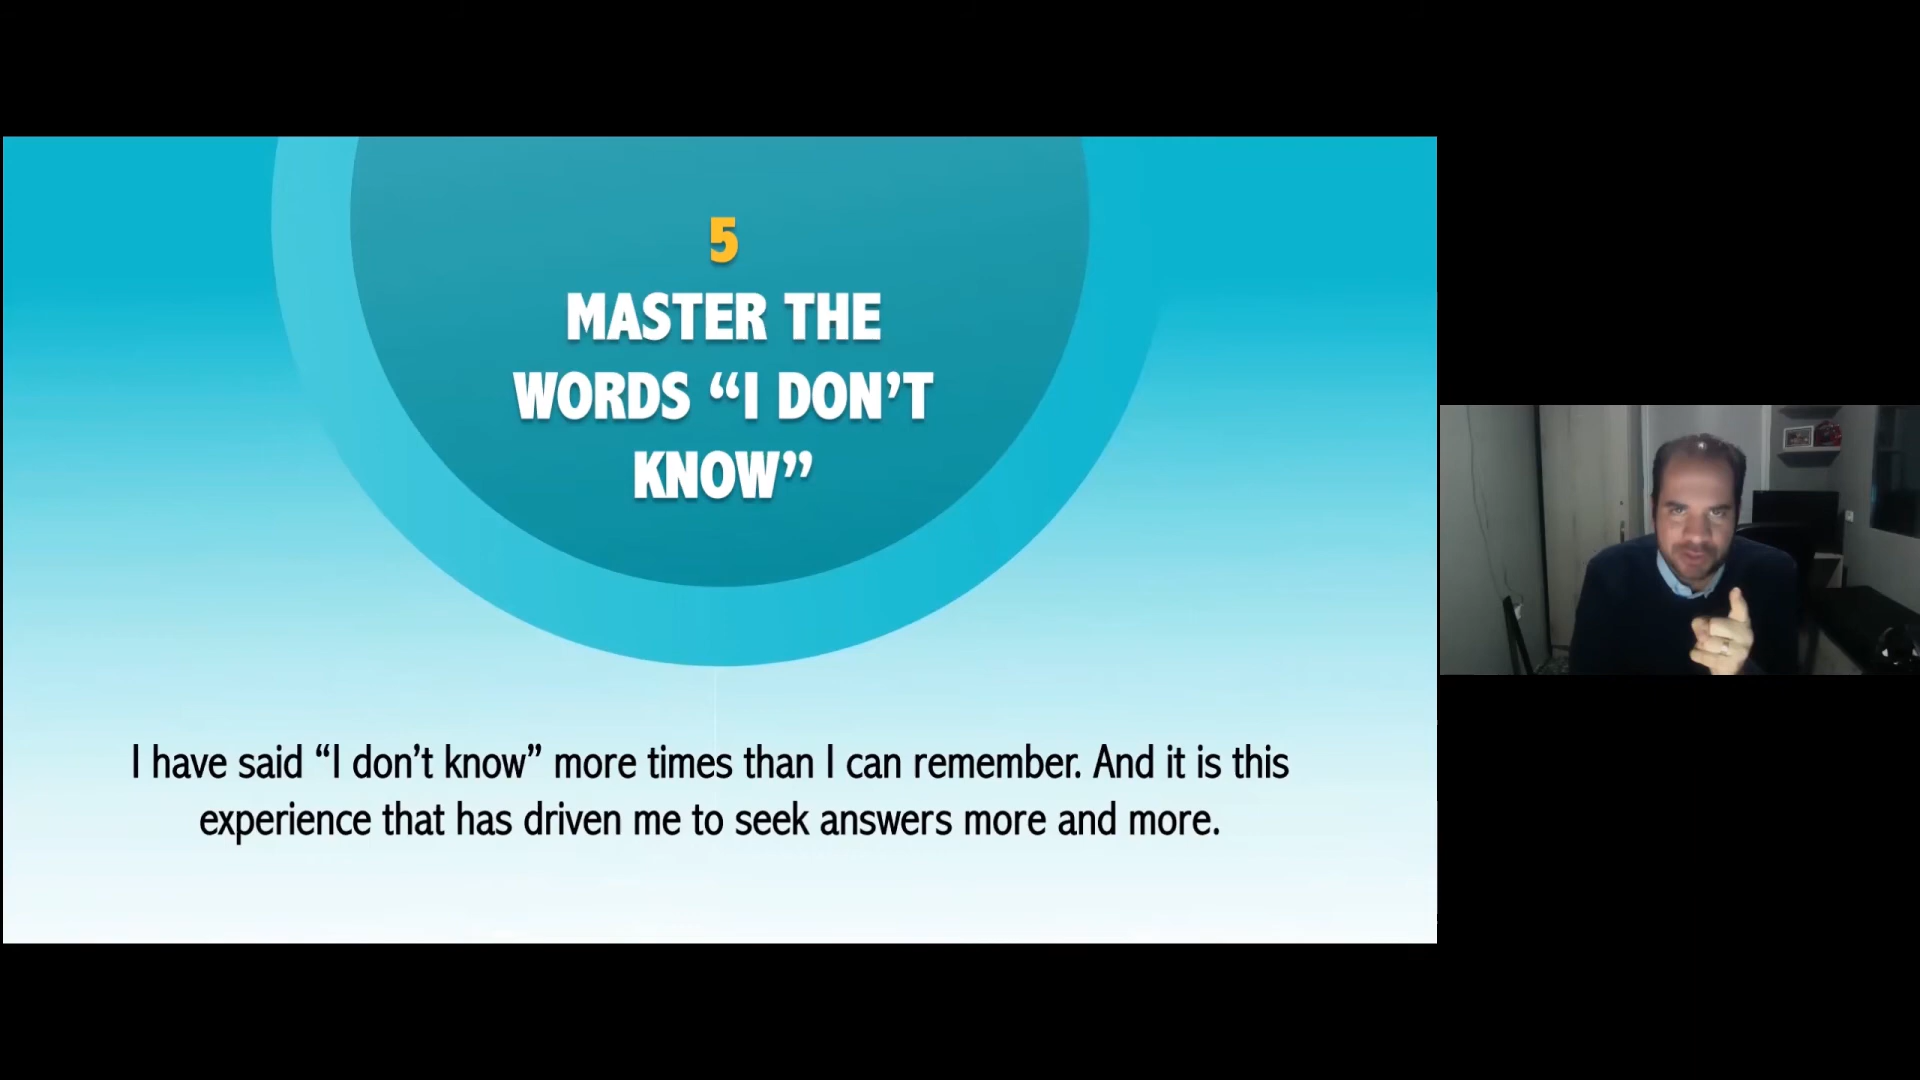 5
MASTER THE
WORDS “I DON’T
KNOW”
I have said “I don’t know” more times than I can remember. And it is this
experience that has driven me to seek answers more and more.